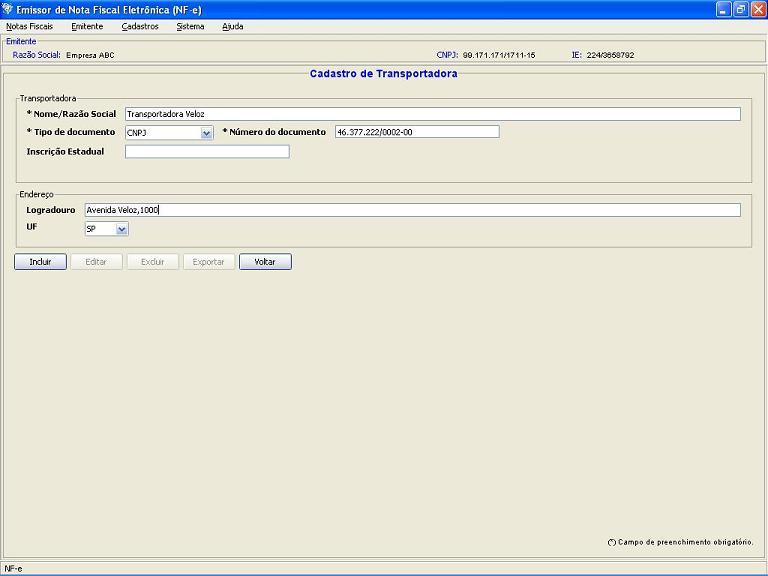 Emissor de Nota Fiscal Eletrônica (NF-e)
Notas Fiscais Emitente Cadastros Sistema Ajuda
Emitente
Razão Social: Empresa ABC CNPJ: 99.171.171/1711-15 IE: 224/3658792
Cadastro de Transportadora
Transportadora
* Nome/Razão Social Transportadora Veloz
* Tipo de documento CNPJ * Número do documento 46.377.222/0002-00
Inscrição Estadual
Endereço
Logradouro Avenida Veloz,1000
UF SP
Incluir Editar Excluir Exportar Voltar
(*) Campo de preenchimento obrigatório.
NF-e